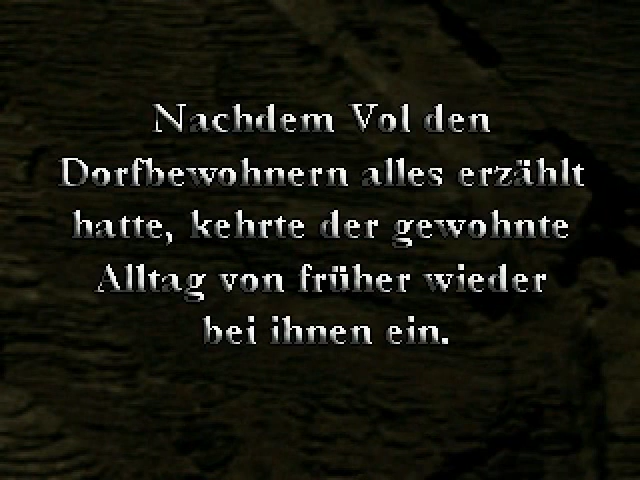 Nachdem Vol den
Dorfbewohnern alles erzählt
hatte, kehrte der gewohnte
Alltag von früher wieder
bei ihnen ein.